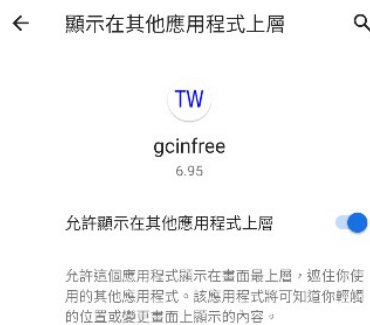 顯示在其他應用程式上層
TW
gcinfree
6.95
允許顯示在其他應用程式上層
允許這個應用程式顯示在畫面最上層，遮住你使
用的其他應用程式。該應用程式將可知道你輕觸
的位置或變更畫面上顯示的內容。